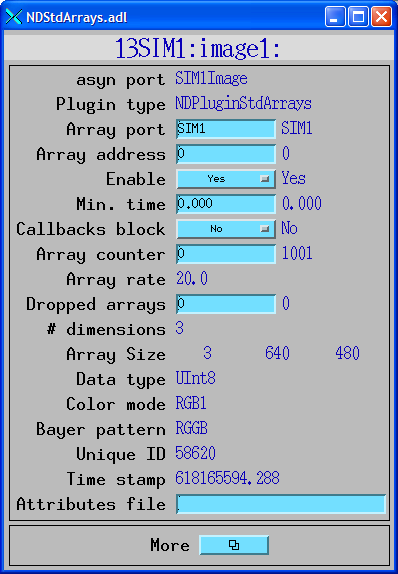 NDStdArrays.adl
13SIM1:image1:
asyn port SIM1Image
Plugin type NDPluginStdArrays
Array port SIM1 SIM1
Array address 0 0
Enable Yes Yes
Min. time 0.000 0.000
Callbacks block No No
Array counter 0 1001
Array rate 20.0
Dropped arrays 0 0
# dimensions 3
Array Size 3 640 480
Data type UInt8
Color mode RGB1
Bayer pattern RGGB
Unique ID 58620
Time stamp 618165594.288
Attributes file
More